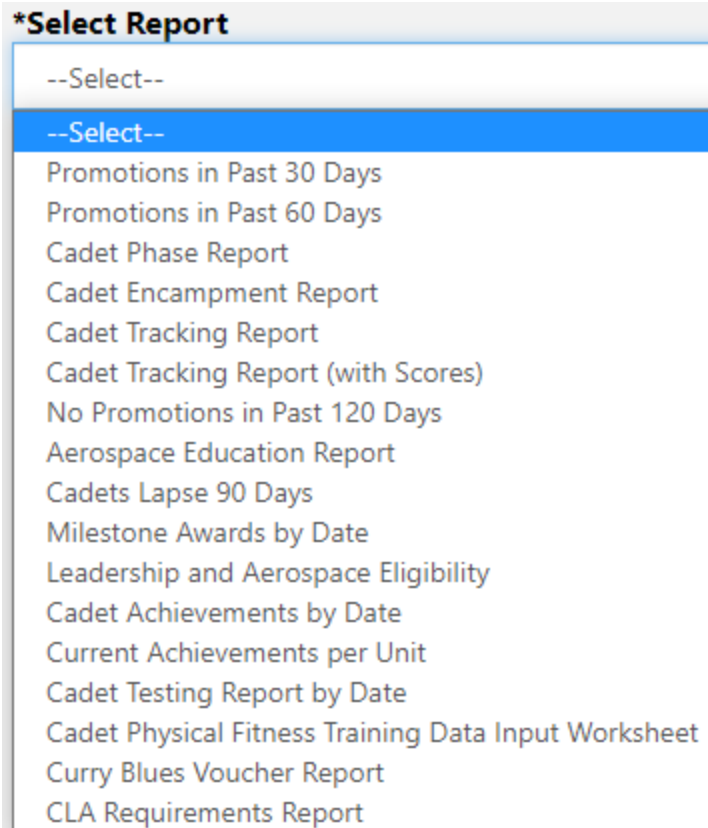 *Select Report
--Select--
--Select--
Promotions in Past 30 Days
Promotions in Past 60 Days
Cadet Phase Report
Cadet Encampment Report
Cadet Tracking Report
Cadet Tracking Report (with Scores)
No Promotions in Past 120 Days
Aerospace Education Report
Cadets Lapse 90 Days
Milestone Awards by Date
Leadership and Aerospace Eligibility
Cadet Achievements by Date
Current Achievements per Unit
Cadet Testing Report by Date
Cadet Physical Fitness Training Data Input Worksheet
Curry Blues Voucher Report
CLA Requirements Report